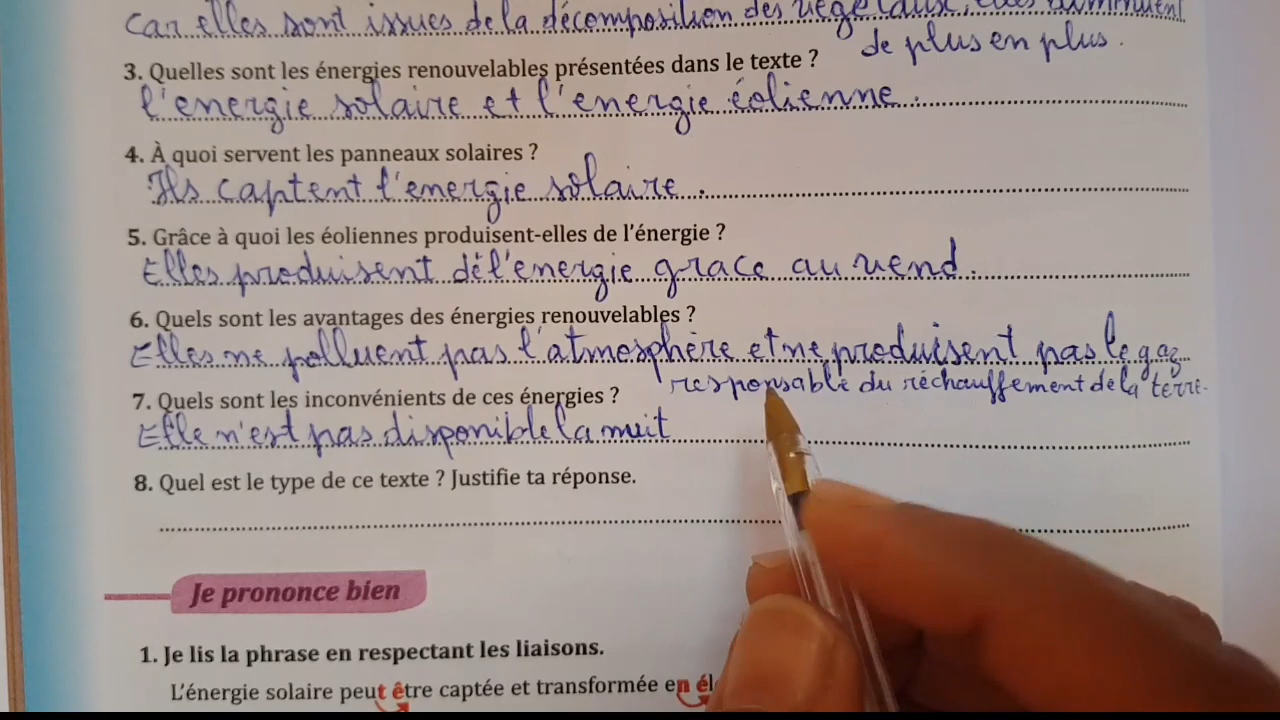 car elles sont issues de la décomposition des végétaux, elles diminuent
de plus en plus.
3. Quelles sont les énergies renouvelables présentées dans le texte ?
l'energie solaire et l'energie éolienne.
4. À quoi servent les panneaux solaires ?
Ils captent l'energie solaire.
5. Grâce à quoi les éoliennes produisent-elles de l'énergie ?
Elles produisent de l'energie grace au vend.
6. Quels sont les avantages des énergies renouvelables ?
Elles ne polluent pas l'atmosphère et ne produisent pas le gaz
responsable du réchauffement de la terre.
7. Quels sont les inconvénients de ces énergies ?
Elle n'est pas disponible la nuit
8. Quel est le type de ce texte ? Justifie ta réponse.
Je prononce bien
1. Je lis la phrase en respectant les liaisons.
L'énergie solaire peut être captée et transformée en él